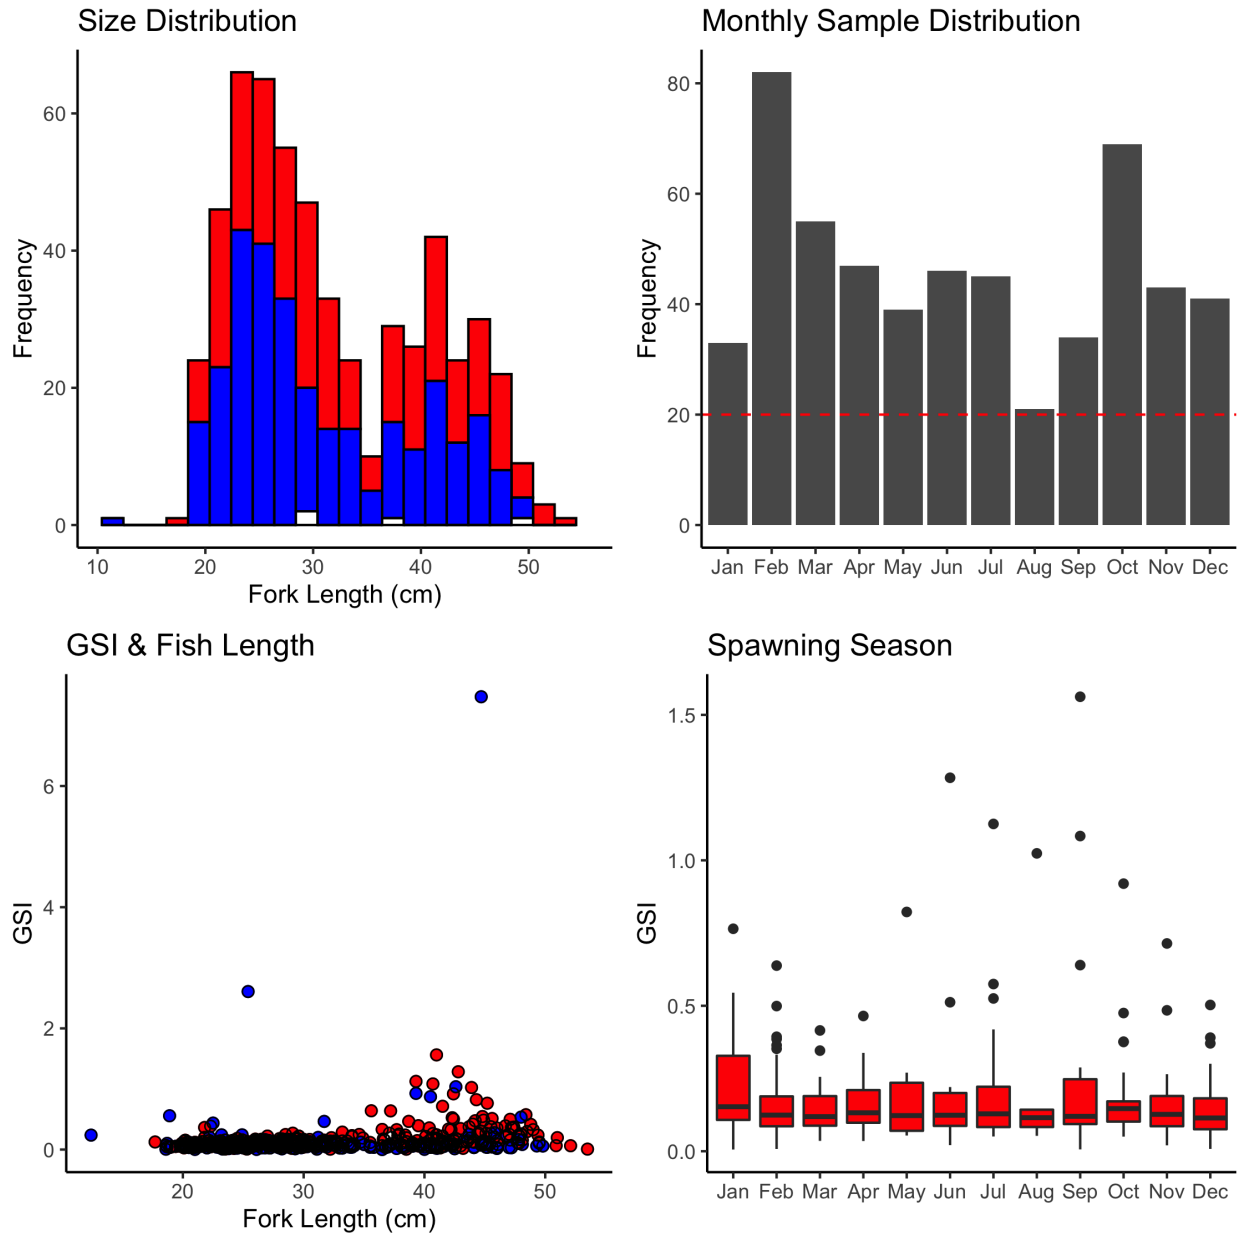 Size Distribution
Frequency
60
40
20
0
10 20 30 40 50
Fork Length (cm)
Monthly Sample Distribution
Frequency
80
60
40
20
0
Jan Feb Mar Apr May Jun Jul Aug Sep Oct Nov Dec
GSI & Fish Length
GSI
6
4
2
0
20 30 40 50
Fork Length (cm)
Spawning Season
GSI
1.5
1.0
0.5
0.0
Jan Feb Mar Apr May Jun Jul Aug Sep Oct Nov Dec